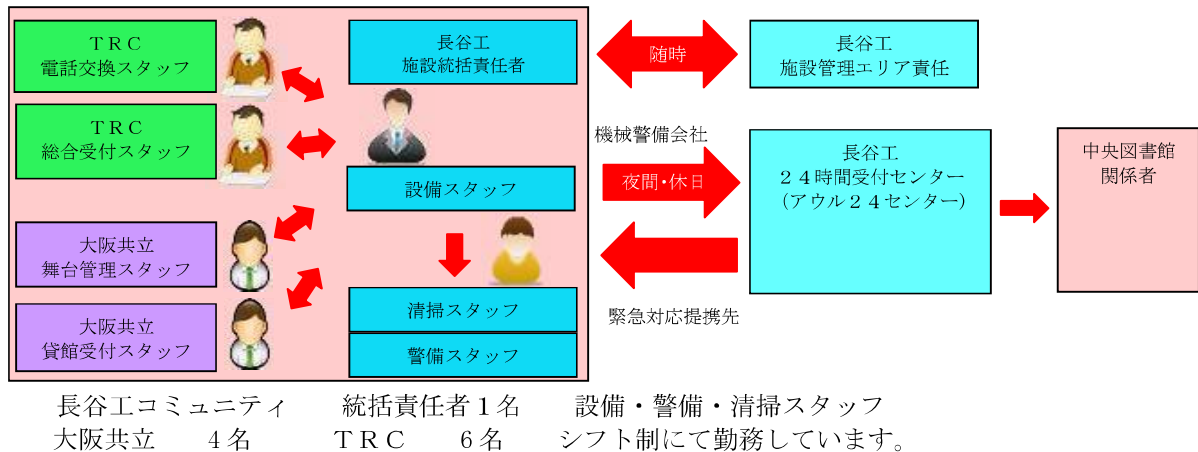 ＴＲＣ
電話交換スタッフ
ＴＲＣ
総合受付スタッフ
大阪共立
舞台管理スタッフ
大阪共立
貸館受付スタッフ
長谷工
施設統括責任者
設備スタッフ
清掃スタッフ
警備スタッフ
随時
機械警備会社
夜間・休日
緊急対応提携先
長谷工
施設管理エリア責任
長谷工
２４時間受付センター
（アウル２４センター）
中央図書館
関係者
長谷工コミュニティ　統括責任者１名　設備・警備・清掃スタッフ
大阪共立　４名　ＴＲＣ　６名　シフト制にて勤務しています。